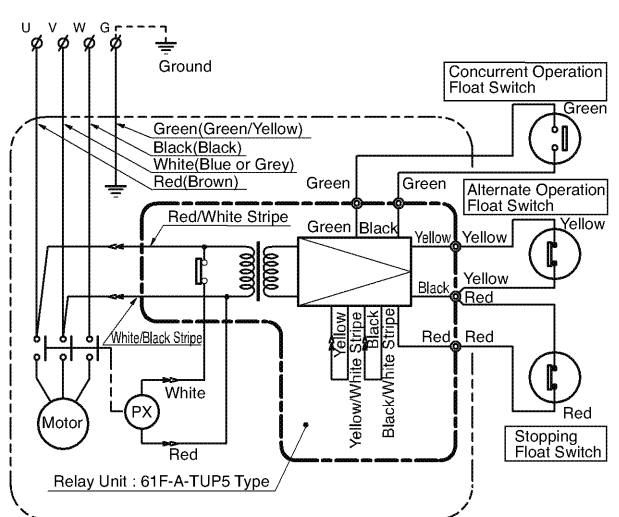 U V W G
Ground
Concurrent Operation
Float Switch
Green
Green(Green/Yellow)
Black(Black)
White(Blue or Grey)
Red(Brown)
Green
Green
Alternate Operation
Float Switch
Red/White Stripe
Green
Black
Yellow
Yellow
Yellow
Black
Yellow
Red
White/Black Stripe
Yellow
Yellow/White Stripe
Black
Black/White Stripe
Red
Red
White
PX
Motor
Red
Red
Stopping
Float Switch
Relay Unit : 61F-A-TUP5 Type